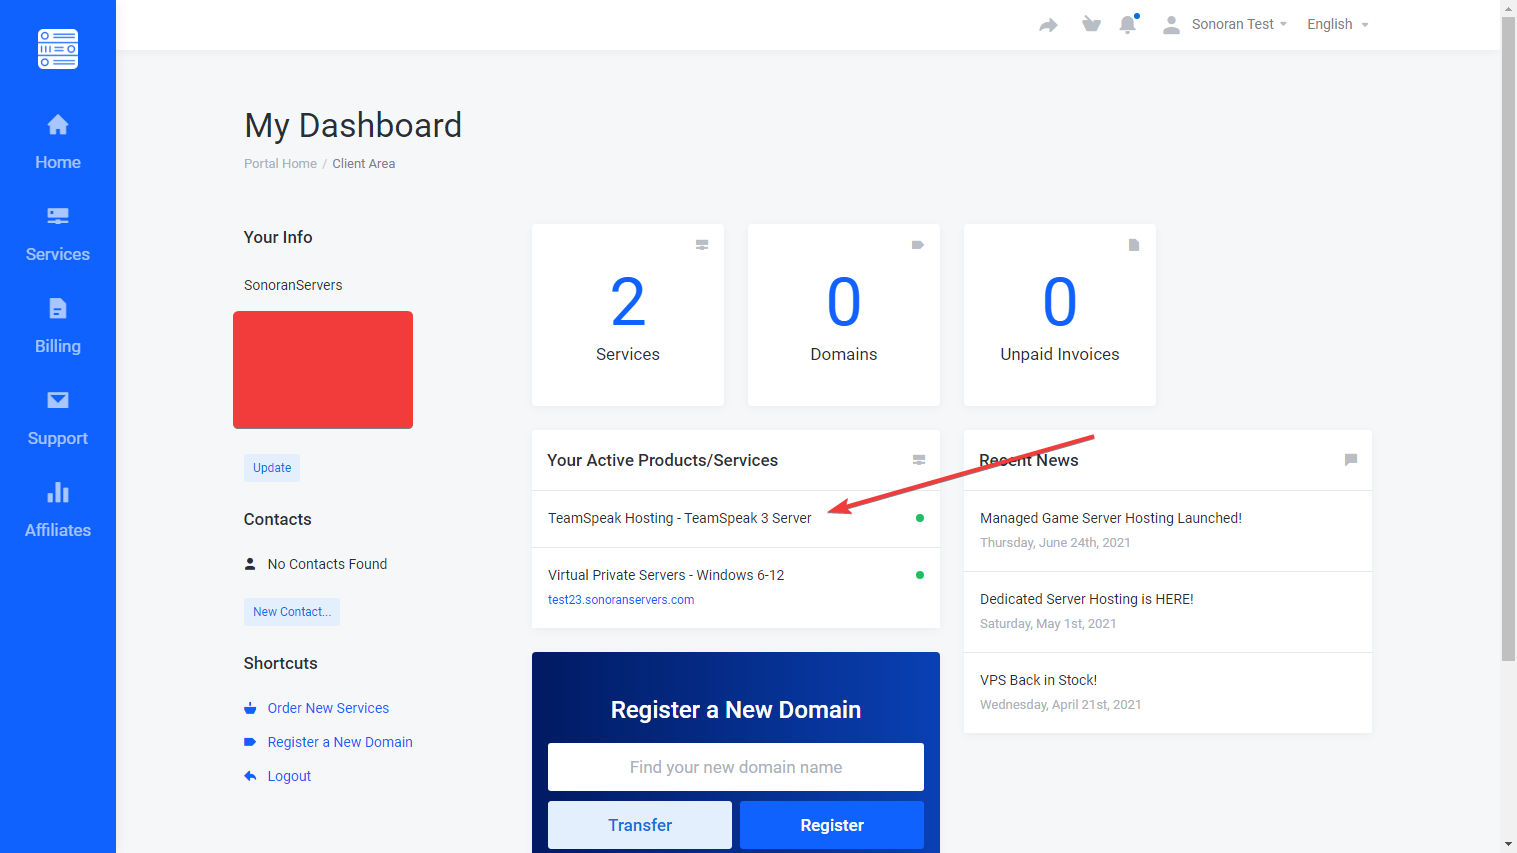 Sonoran Test
English
Home
Services
Billing
Support
Affiliates
My Dashboard
Portal Home / Client Area
Your Info
SonoranServers
Update
Contacts
No Contacts Found
New Contact...
Shortcuts
Order New Services
Register a New Domain
Logout
2
Services
0
Domains
0
Unpaid Invoices
Your Active Products/Services
TeamSpeak Hosting - TeamSpeak 3 Server
Virtual Private Servers - Windows 6-12
test23.sonoranservers.com
Register a New Domain
Find your new domain name
Transfer
Register
Recent News
Managed Game Server Hosting Launched!
Thursday, June 24th, 2021
Dedicated Server Hosting is HERE!
Saturday, May 1st, 2021
VPS Back in Stock!
Wednesday, April 21st, 2021